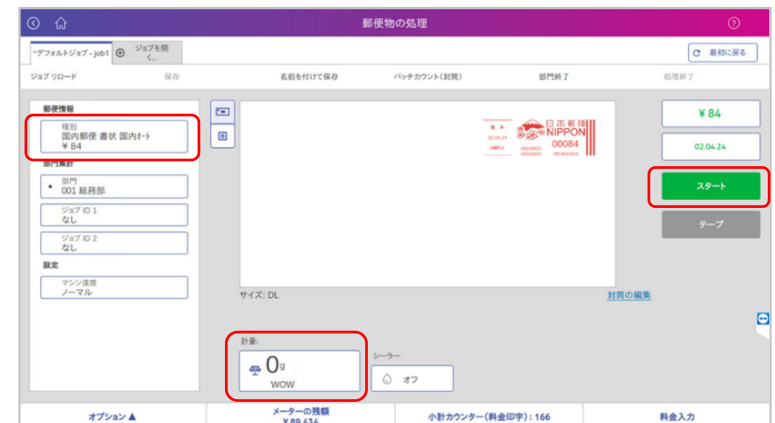 郵便物の処理
*デフォルトジョブ - job1
ジョブを開く...
最初に戻る
ジョブ リロード
保存
名前を付けて保存
バッチカウント(封筒)
部門終了
処理終了
郵便情報
種別
国内郵便 書状 国内ｵｰﾄ
¥ 84
部門集計
部門
001 総務部
ジョブ ID 1
なし
ジョブ ID 2
なし
設定
マシン速度
ノーマル
日本郵便
NIPPON
00084
02.04.24
サイズ: DL
封筒の編集
計量:
0g
WOW
シーラー
オフ
¥ 84
02.04.24
スタート
テープ
オプション ▲
メーターの残額
¥ 89,434
小計カウンター(料金印字) : 166
料金入力